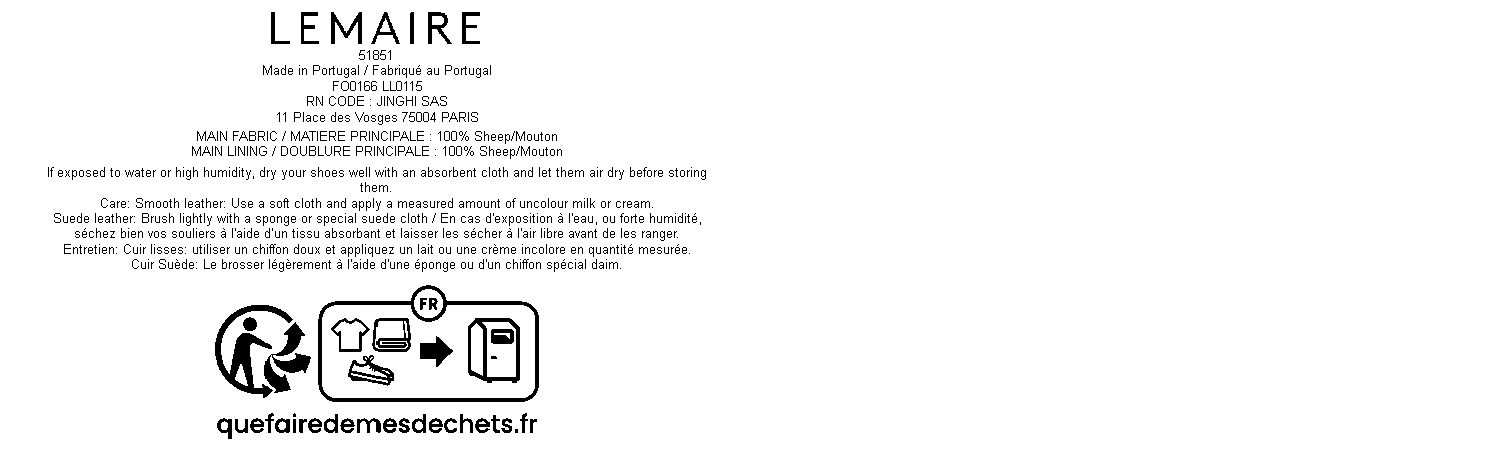 LEMAIRE
51851
Made in Portugal / Fabriqué au Portugal
FO0166 LL0115
RN CODE : JINGHI SAS
11 Place des Vosges 75004 PARIS
MAIN FABRIC / MATIERE PRINCIPALE : 100% Sheep/Mouton
MAIN LINING / DOUBLURE PRINCIPALE : 100% Sheep/Mouton
If exposed to water or high humidity, dry your shoes well with an absorbent cloth and let them air dry before storing
them.
Care: Smooth leather: Use a soft cloth and apply a measured amount of uncolour milk or cream.
Suede leather: Brush lightly with a sponge or special suede cloth / En cas d'exposition à l'eau, ou forte humidité,
séchez bien vos souliers à l'aide d'un tissu absorbant et laisser les sécher à l'air libre avant de les ranger.
Entretien: Cuir lisses: utiliser un chiffon doux et appliquez un lait ou une crème incolore en quantité mesurée.
Cuir Suède: Le brosser légèrement à l'aide d'une éponge ou d'un chiffon spécial daim.
FR
quefairedemesdechets.fr